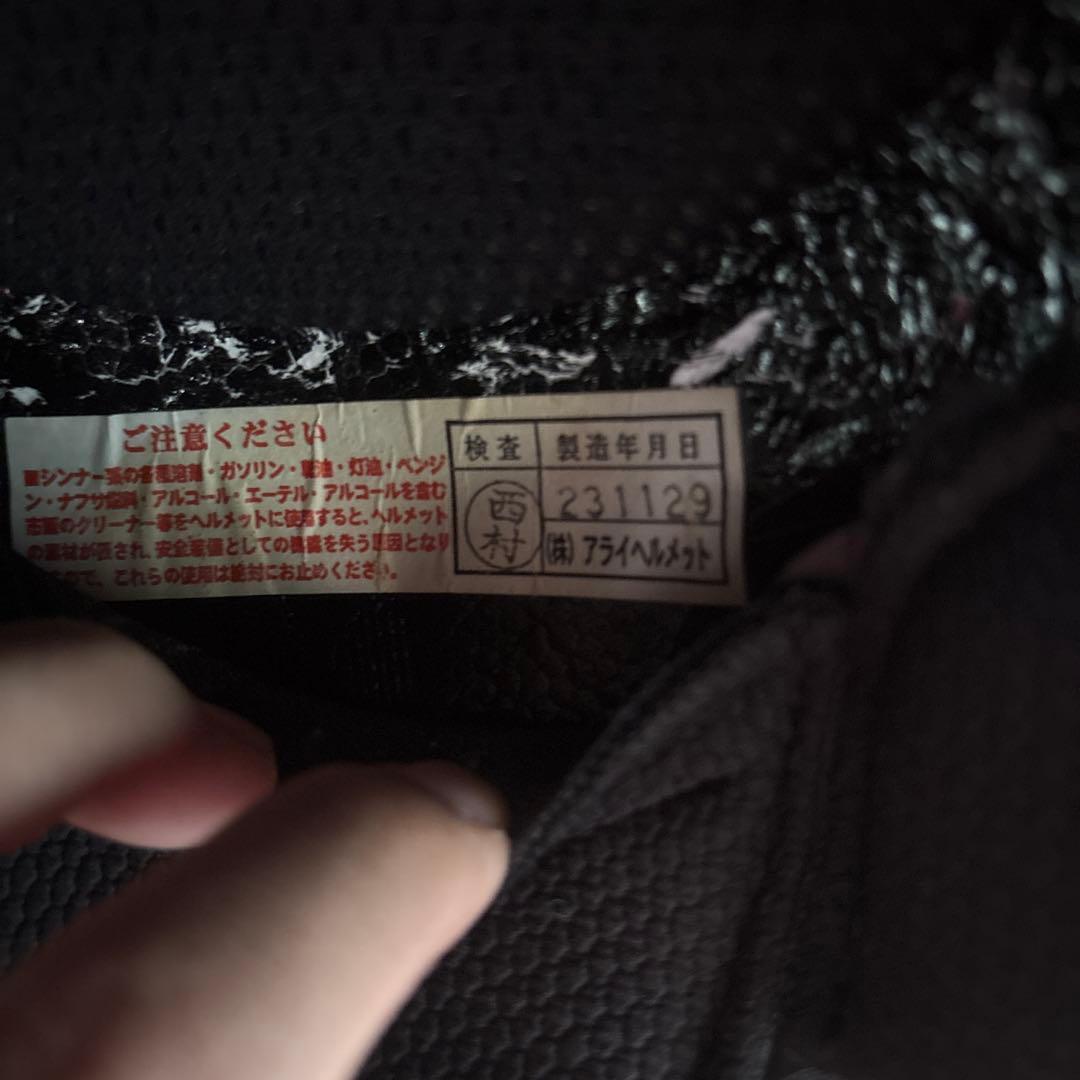 ご注意ください
■シンナー系の各種溶剤・ガソリン・軽油・灯油・ベンジ
ン・ナフサ燃料・アルコール・エーテル・アルコールを含む
市販のクリーナー等をヘルメットに使用すると、ヘルメット
の素材が侵され、安全装置としての機能を失う原因となり
ので、これらの使用は絶対にお止めください。
検査
製造年月日
西村
231129
(株)アライヘルメット